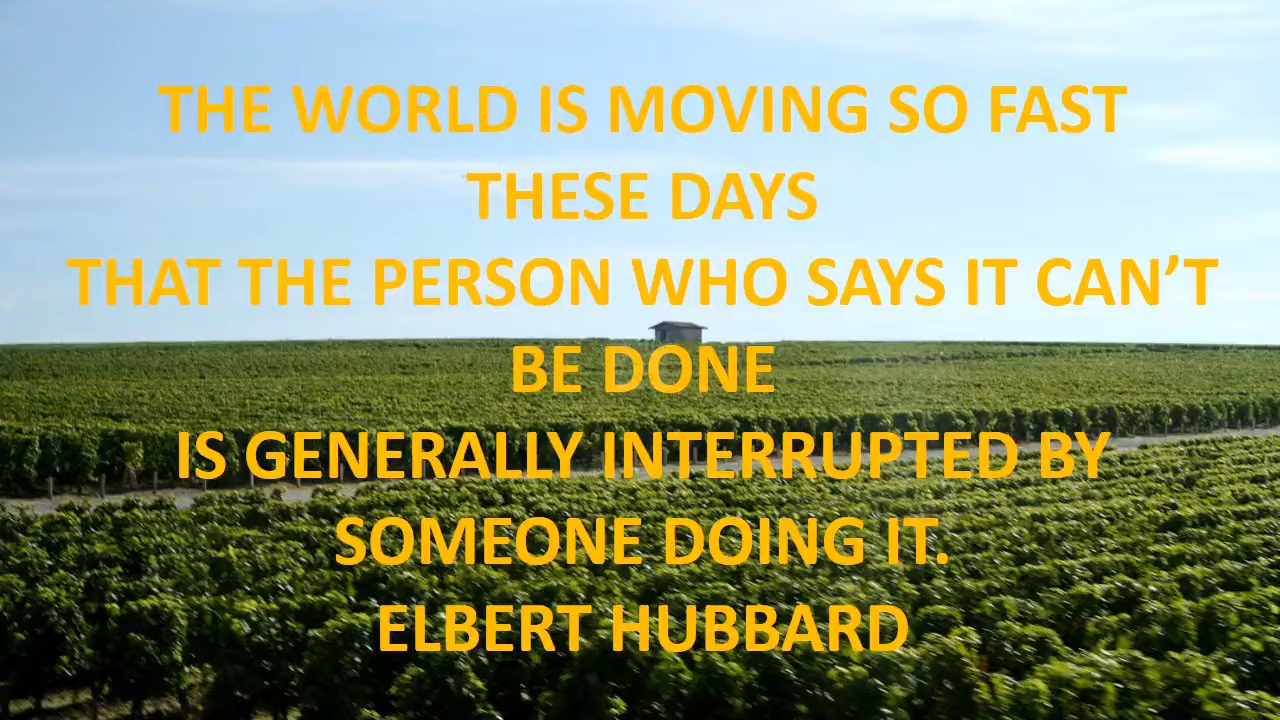 THE WORLD IS MOVING SO FAST
THESE DAYS
THAT THE PERSON WHO SAYS IT CAN’T
BE DONE
IS GENERALLY INTERRUPTED BY
SOMEONE DOING IT.
ELBERT HUBBARD